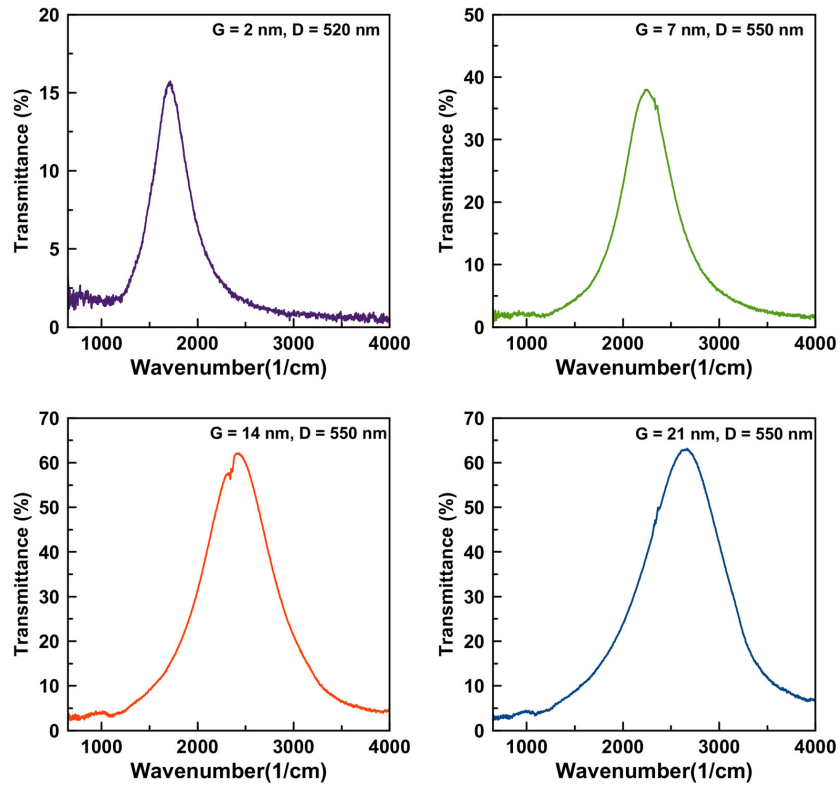 G = 2 nm, D = 520 nm
Transmittance (%)
20
15
10
5
0
1000 2000 3000 4000
Wavenumber(1/cm)
G = 7 nm, D = 550 nm
Transmittance (%)
50
40
30
20
10
0
1000 2000 3000 4000
Wavenumber(1/cm)
G = 14 nm, D = 550 nm
Transmittance (%)
70
60
50
40
30
20
10
0
1000 2000 3000 4000
Wavenumber(1/cm)
G = 21 nm, D = 550 nm
Transmittance (%)
70
60
50
40
30
20
10
0
1000 2000 3000 4000
Wavenumber(1/cm)